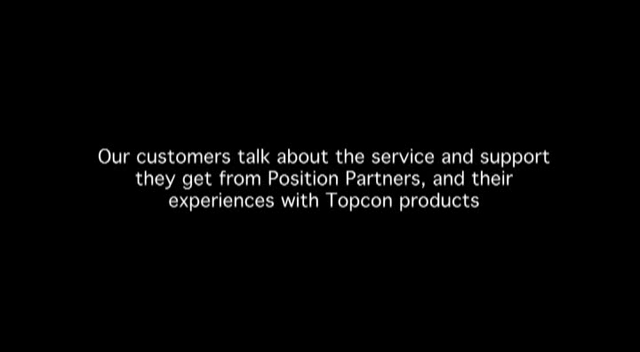 Our customers talk about the service and support
they get from Position Partners, and their
experiences with Topcon products